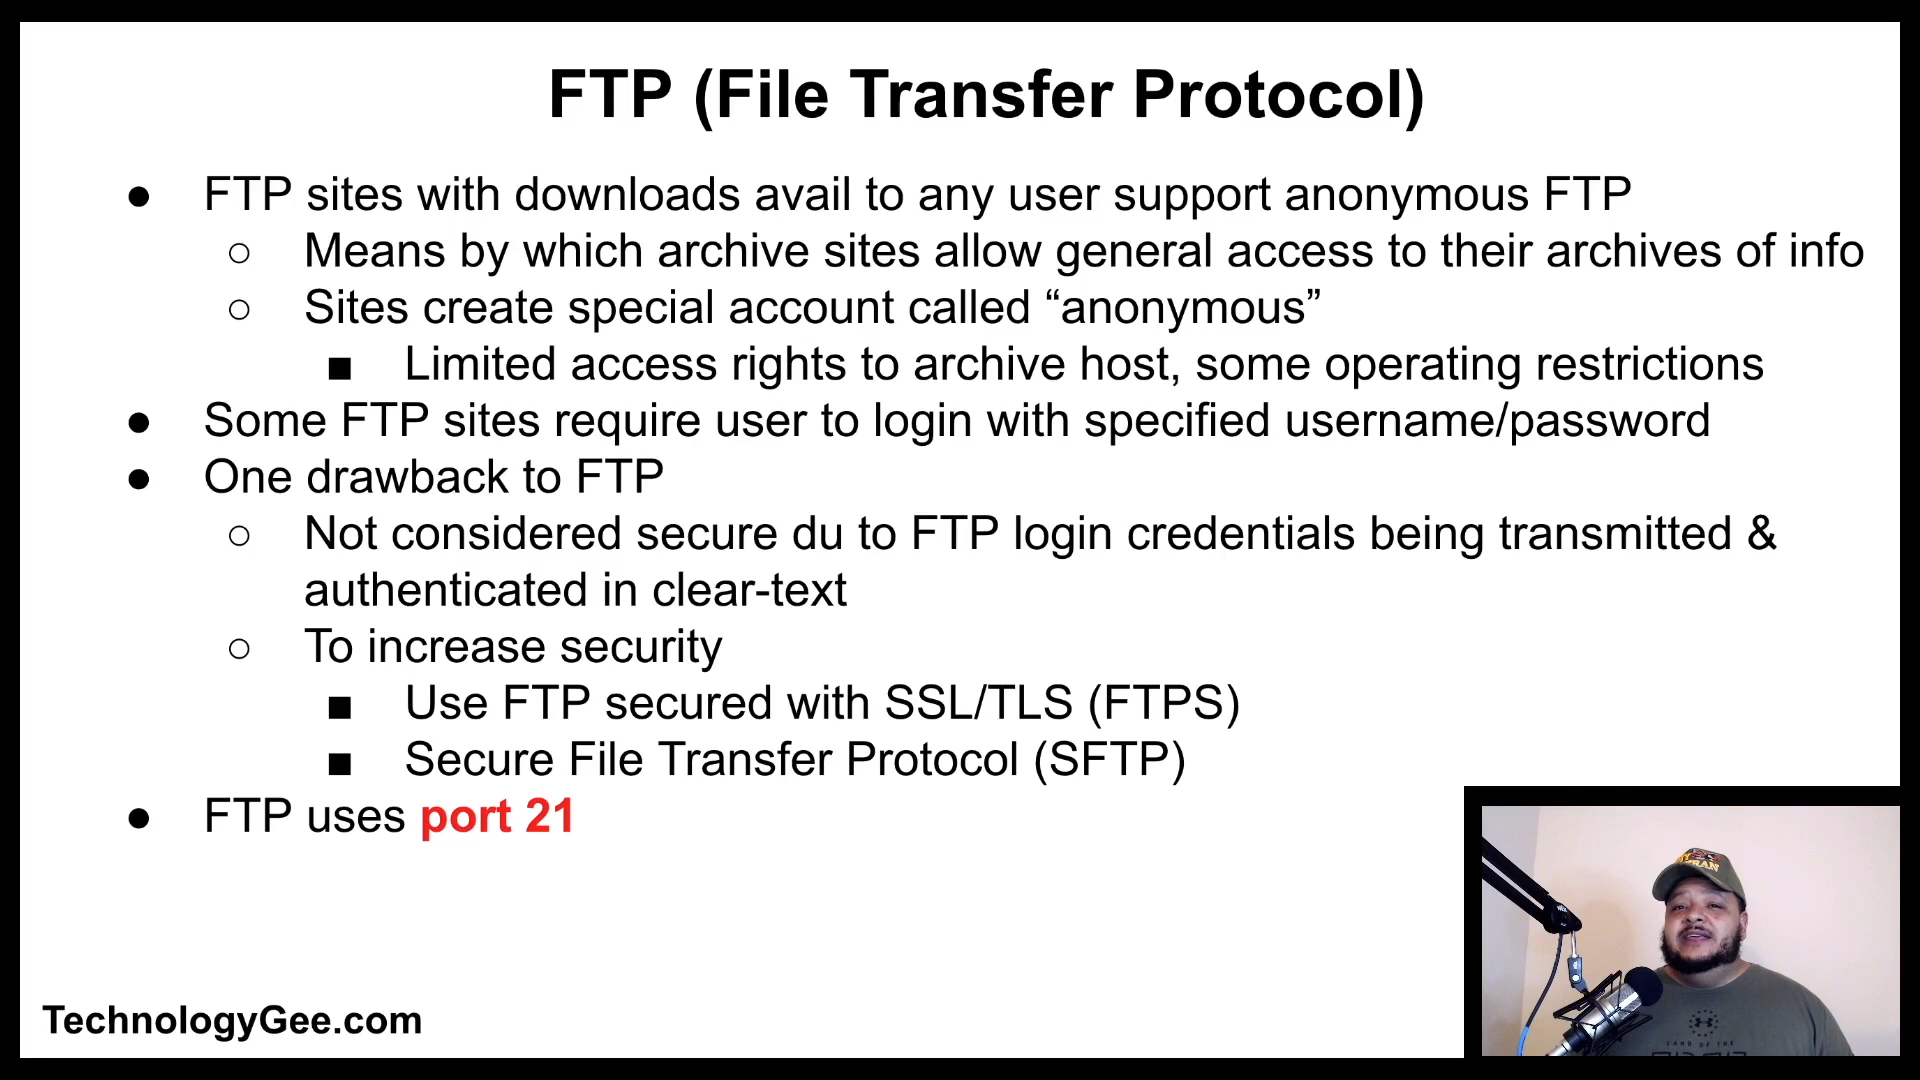 FTP (File Transfer Protocol)
● FTP sites with downloads avail to any user support anonymous FTP
○ Means by which archive sites allow general access to their archives of info
○ Sites create special account called “anonymous”
■ Limited access rights to archive host, some operating restrictions
● Some FTP sites require user to login with specified username/password
● One drawback to FTP
○ Not considered secure du to FTP login credentials being transmitted &
authenticated in clear-text
○ To increase security
■ Use FTP secured with SSL/TLS (FTPS)
■ Secure File Transfer Protocol (SFTP)
● FTP uses port 21
TechnologyGee.com
LAND OF THE